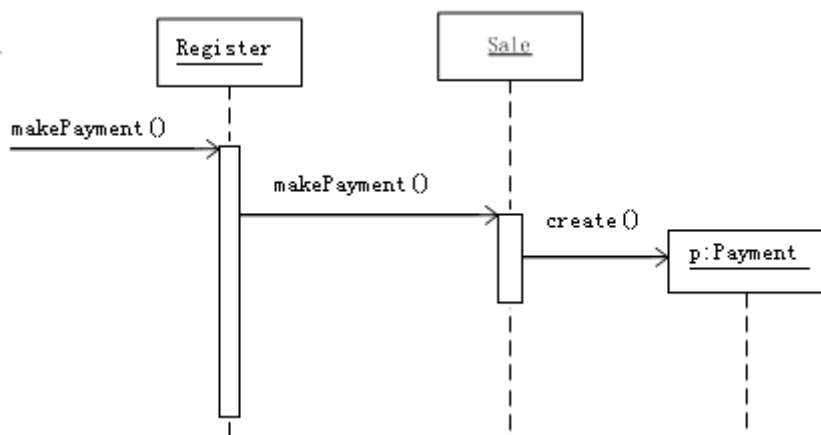 Register
Sale
makePayment()
makePayment()
create()
p:Payment